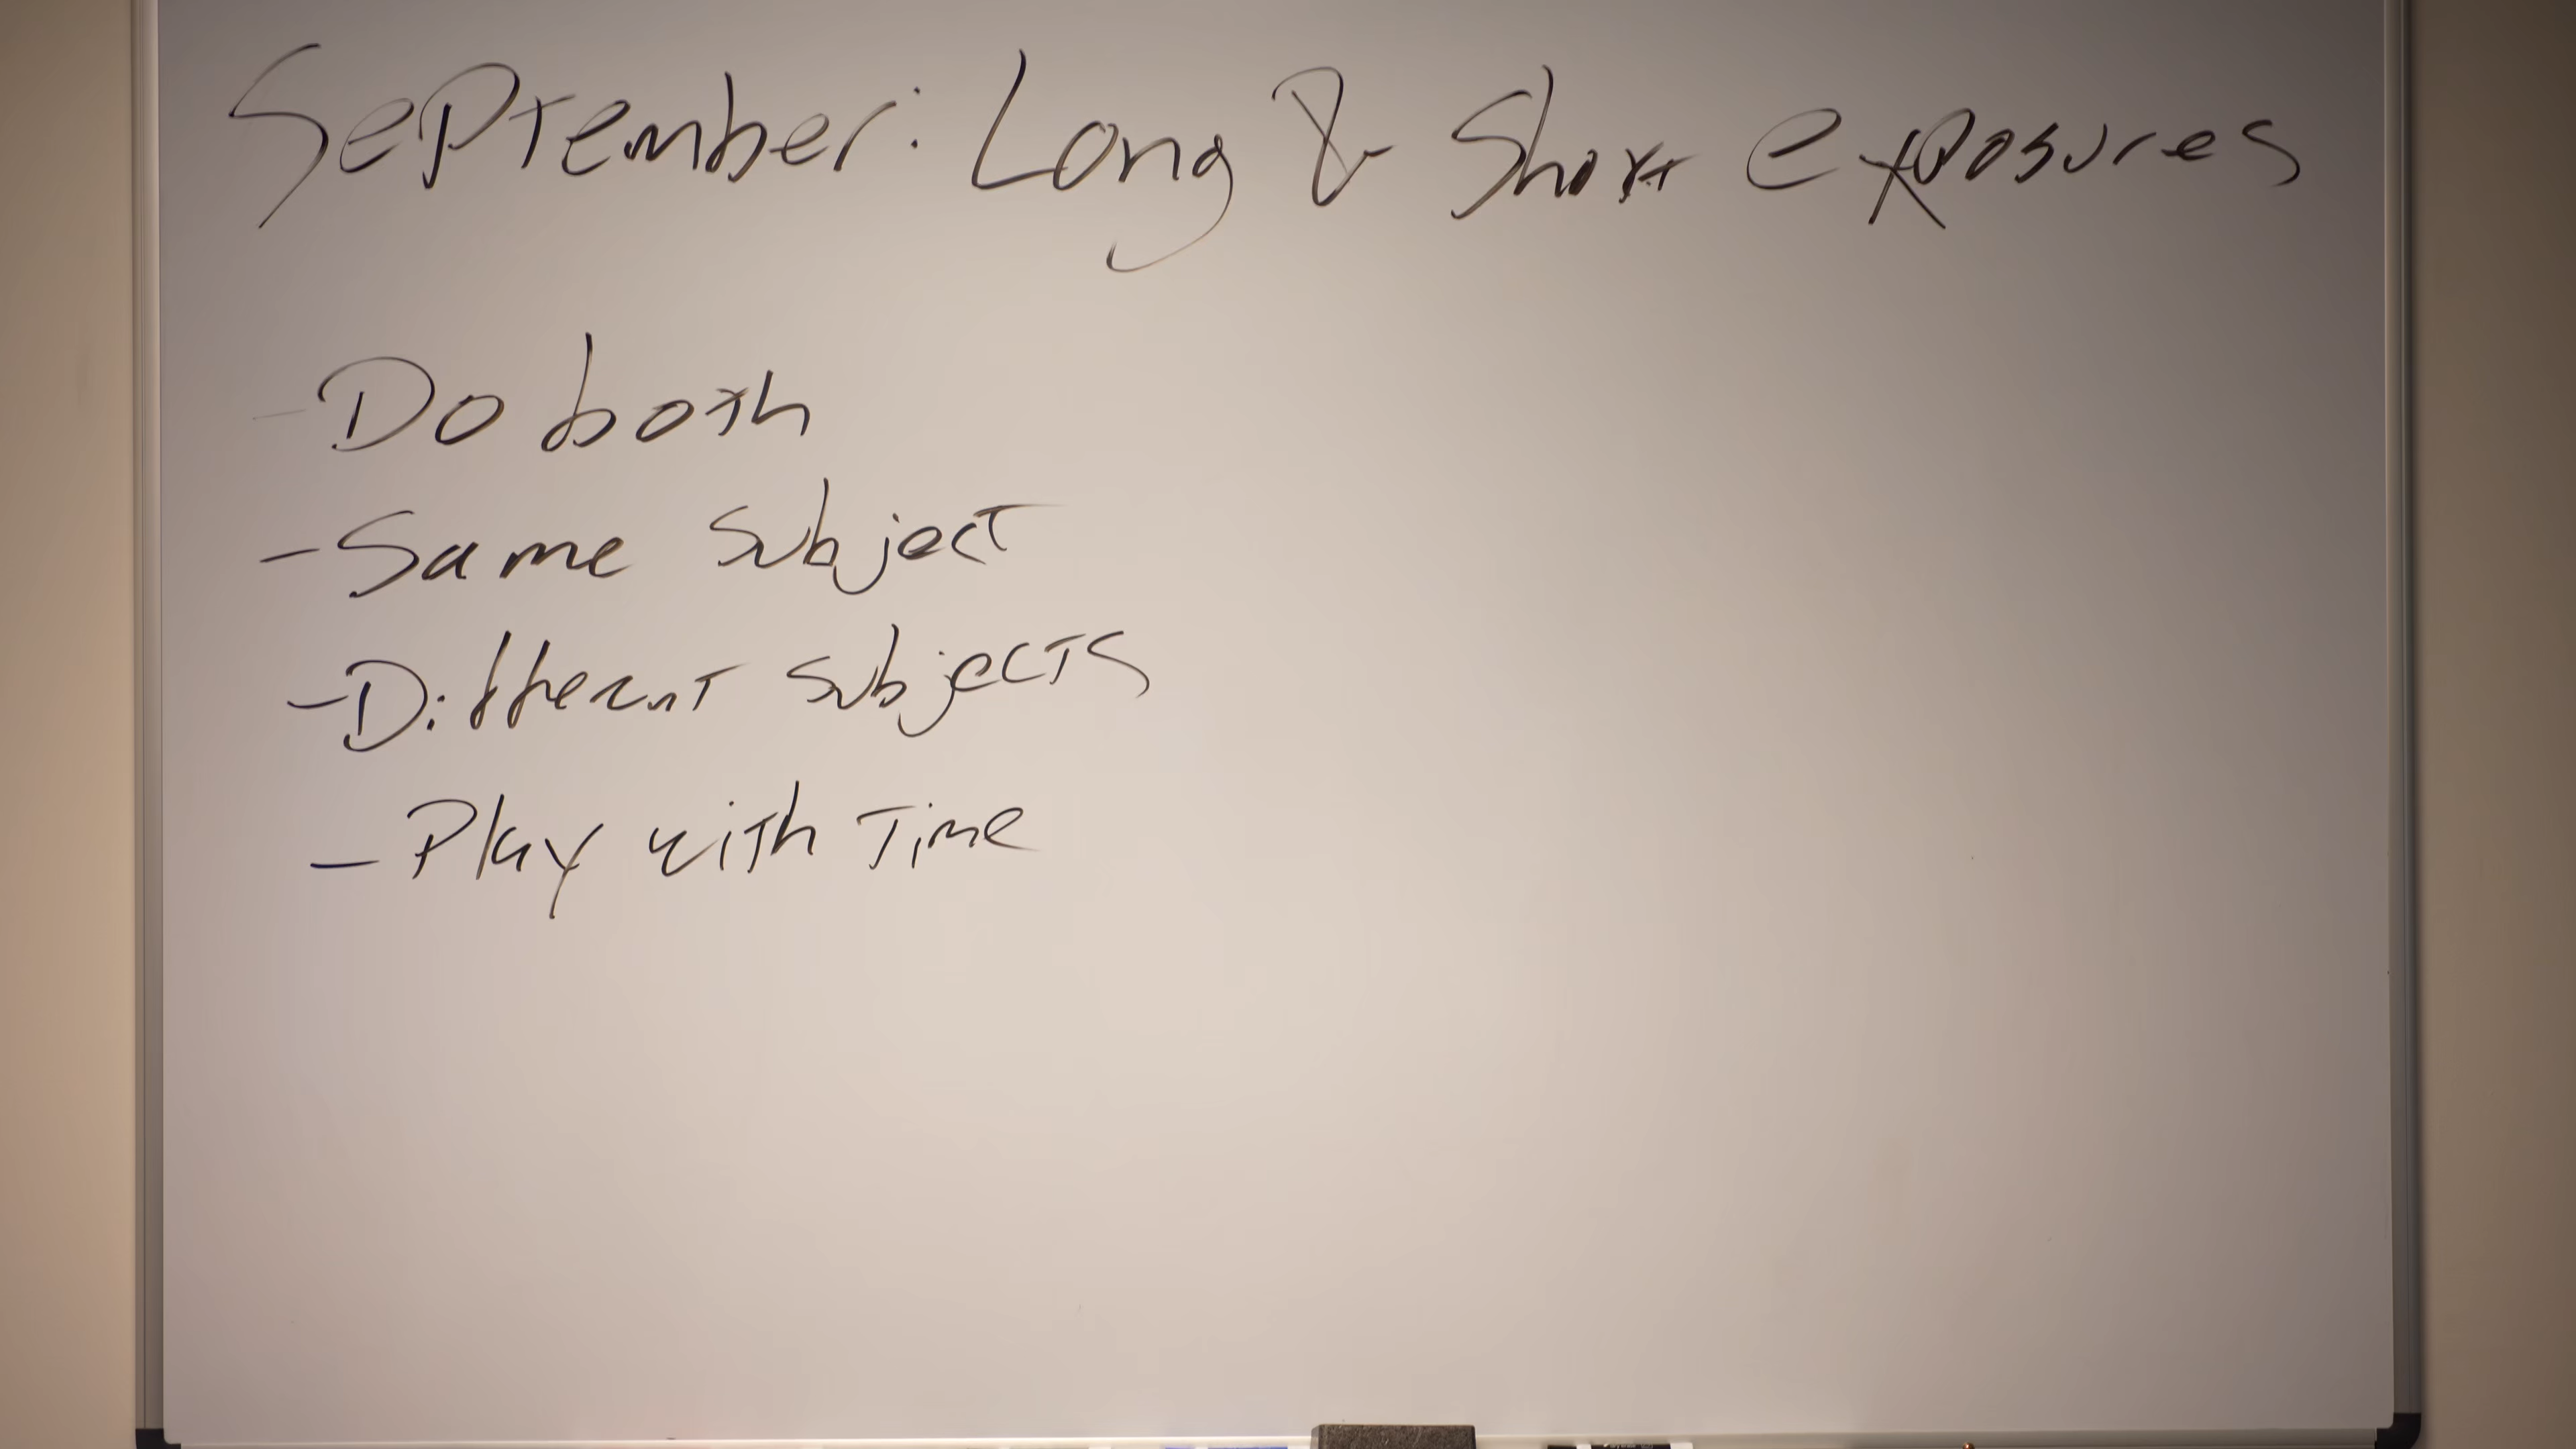 September: Long & Short exposures
- Do both
- Same subject
- Different subjects
- Play with Time